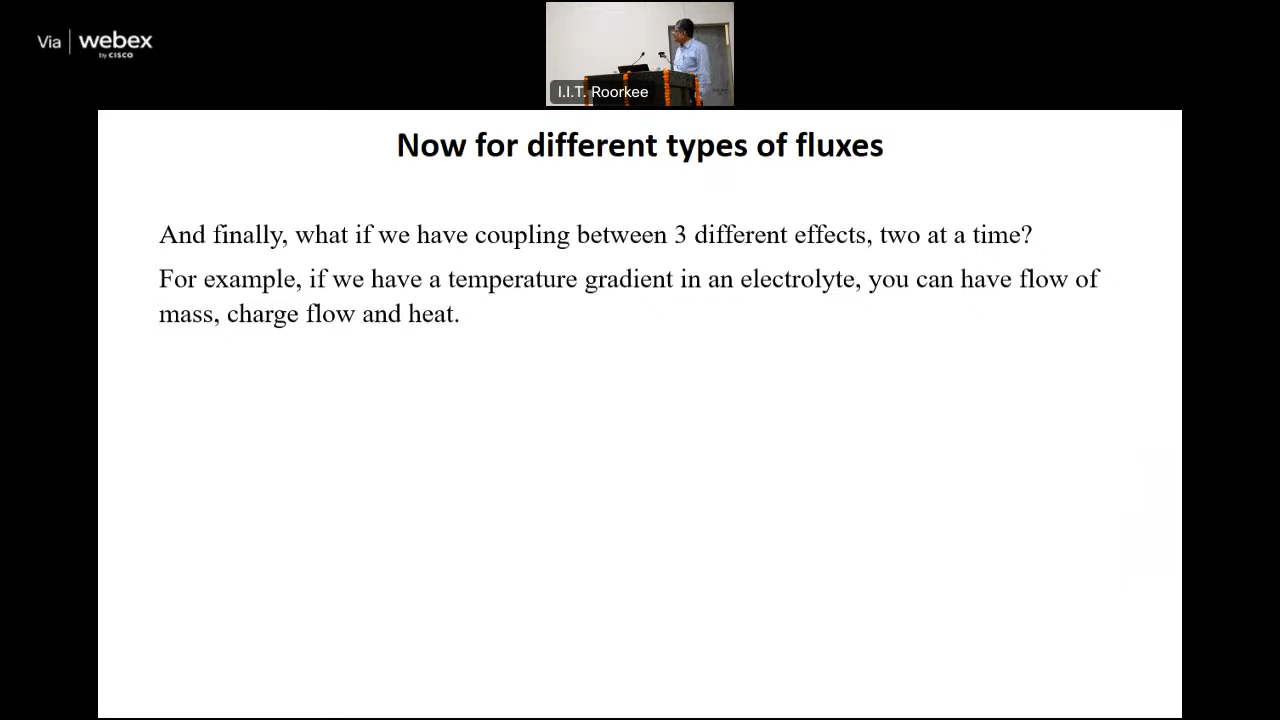 Via webex
by CISCO
I.I.T. Roorkee
Now for different types of fluxes
And finally, what if we have coupling between 3 different effects, two at a time?
For example, if we have a temperature gradient in an electrolyte, you can have flow of
mass, charge flow and heat.